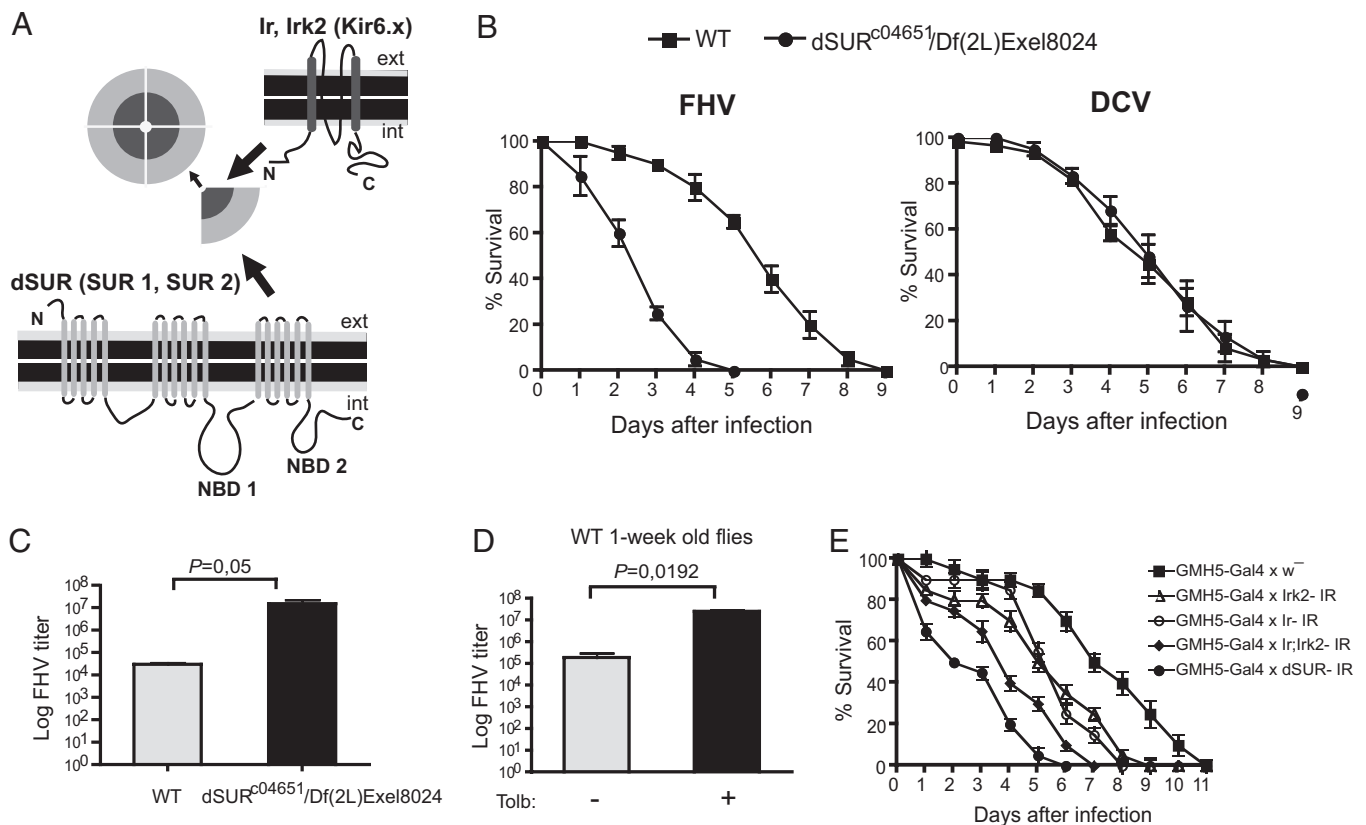 A
Ir, Irk2 (Kir6.x)
ext
int
N
C
dSUR (SUR 1, SUR 2)
N
ext
int
C
NBD 1
NBD 2
B
WT
dSUR^c04651/Df(2L)Exel8024
FHV
% Survival
100
80
60
40
20
0
0 1 2 3 4 5 6 7 8 9
Days after infection
DCV
% Survival
100
80
60
40
20
0
0 1 2 3 4 5 6 7 8
9
Days after infection
C
P=0,05
Log FHV titer
10^8
10^7
10^6
10^5
10^4
10^3
10^2
10^1
10^0
WT dSUR^c04651/Df(2L)Exel8024
D
WT 1-week old flies
P=0,0192
Log FHV titer
10^8
10^7
10^6
10^5
10^4
10^3
10^2
10^1
10^0
Tolb: - +
E
% Survival
100
80
60
40
20
0
0 1 2 3 4 5 6 7 8 9 10 11
Days after infection
GMH5-Gal4 x w^–
GMH5-Gal4 x Irk2- IR
GMH5-Gal4 x Ir- IR
GMH5-Gal4 x Ir;Irk2- IR
GMH5-Gal4 x dSUR- IR